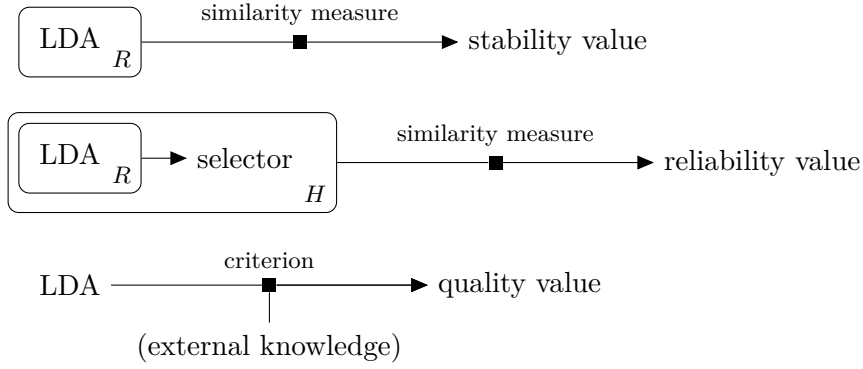 similarity measure
LDA
R
stability value
similarity measure
LDA
R
selector
H
reliability value
criterion
LDA
quality value
(external knowledge)